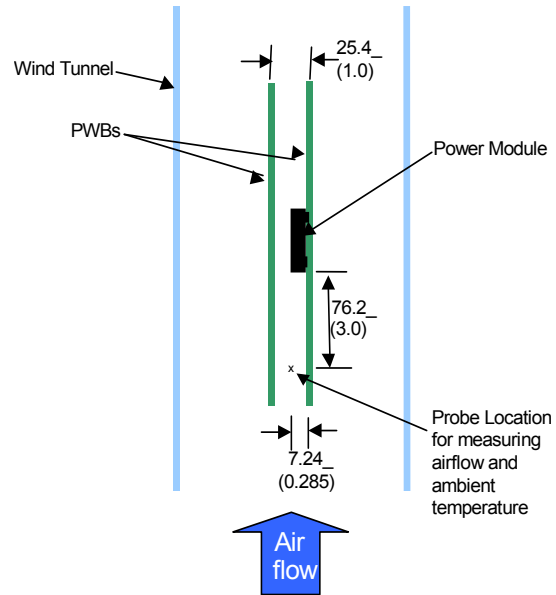 25.4_
(1.0)
Wind Tunnel
PWBs
Power Module
76.2_
(3.0)
x
Probe Location
for measuring
airflow and
ambient
temperature
7.24_
(0.285)
Air
flow